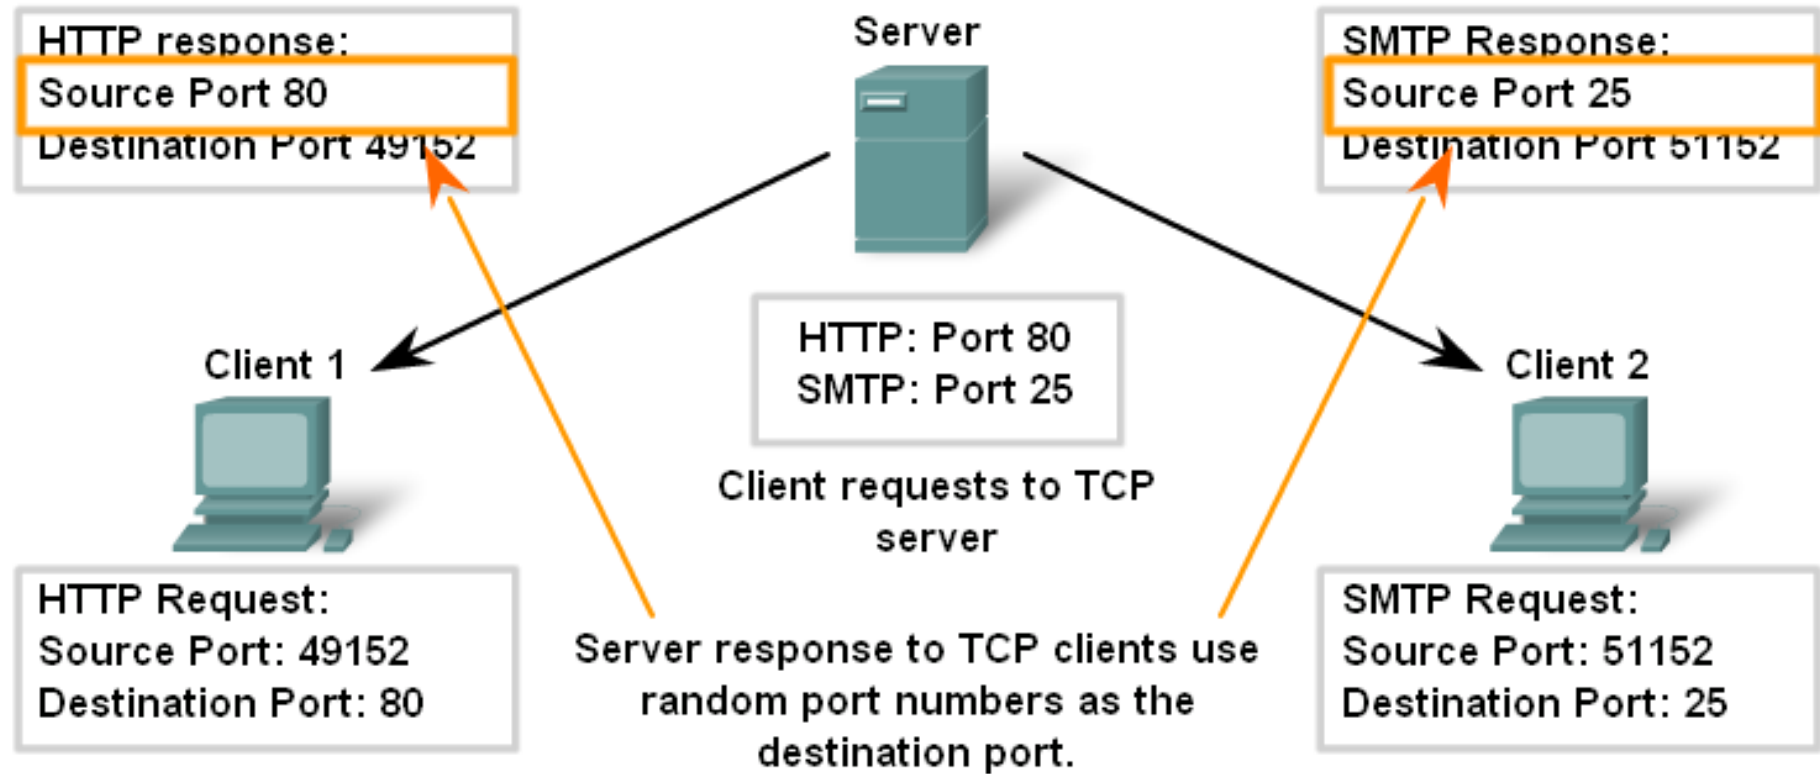 HTTP response:
Source Port 80
Destination Port 49152
Server
SMTP Response:
Source Port 25
Destination Port 51152
HTTP: Port 80
SMTP: Port 25
Client 1
Client 2
Client requests to TCP
server
HTTP Request:
Source Port: 49152
Destination Port: 80
Server response to TCP clients use
random port numbers as the
destination port.
SMTP Request:
Source Port: 51152
Destination Port: 25